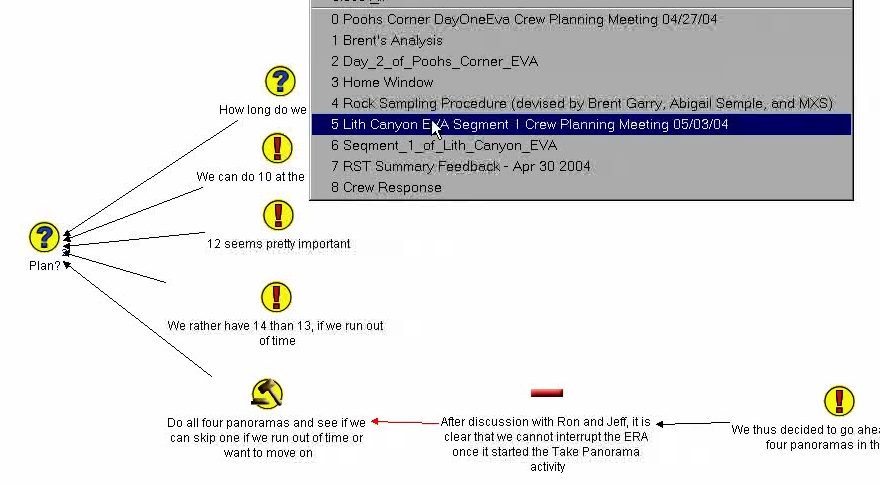 0 Poohs Corner DayOneEva Crew Planning Meeting 04/27/04
1 Brent's Analysis
2 Day_2_of_Poohs_Corner_EVA
3 Home Window
4 Rock Sampling Procedure (devised by Brent Garry, Abigail Semple, and MXS)
5 Lith Canyon EVA Segment 1 Crew Planning Meeting 05/03/04
6 Seqment_1_of_Lith_Canyon_EVA
7 RST Summary Feedback - Apr 30 2004
8 Crew Response
How long do we
We can do 10 at the
12 seems pretty important
Plan?
We rather have 14 than 13, if we run out
of time
Do all four panoramas and see if we
can skip one if we run out of time or
want to move on
After discussion with Ron and Jeff, it is
clear that we cannot interrupt the ERA
once it started the Take Panorama
activity
We thus decided to go
four panoramas in